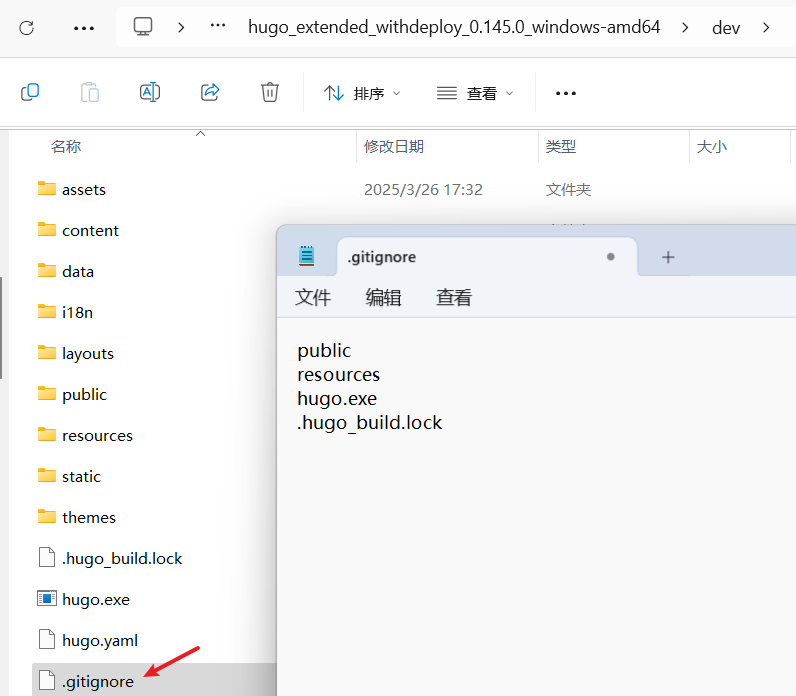 hugo_extended_withdeploy_0.145.0_windows-amd64 > dev >
排序 查看
名称 修改日期 类型 大小
assets 2025/3/26 17:32 文件夹
content
data
i18n
layouts
public
resources
static
themes
.hugo_build.lock
hugo.exe
hugo.yaml
.gitignore
.gitignore
文件 编辑 查看
public
resources
hugo.exe
.hugo_build.lock